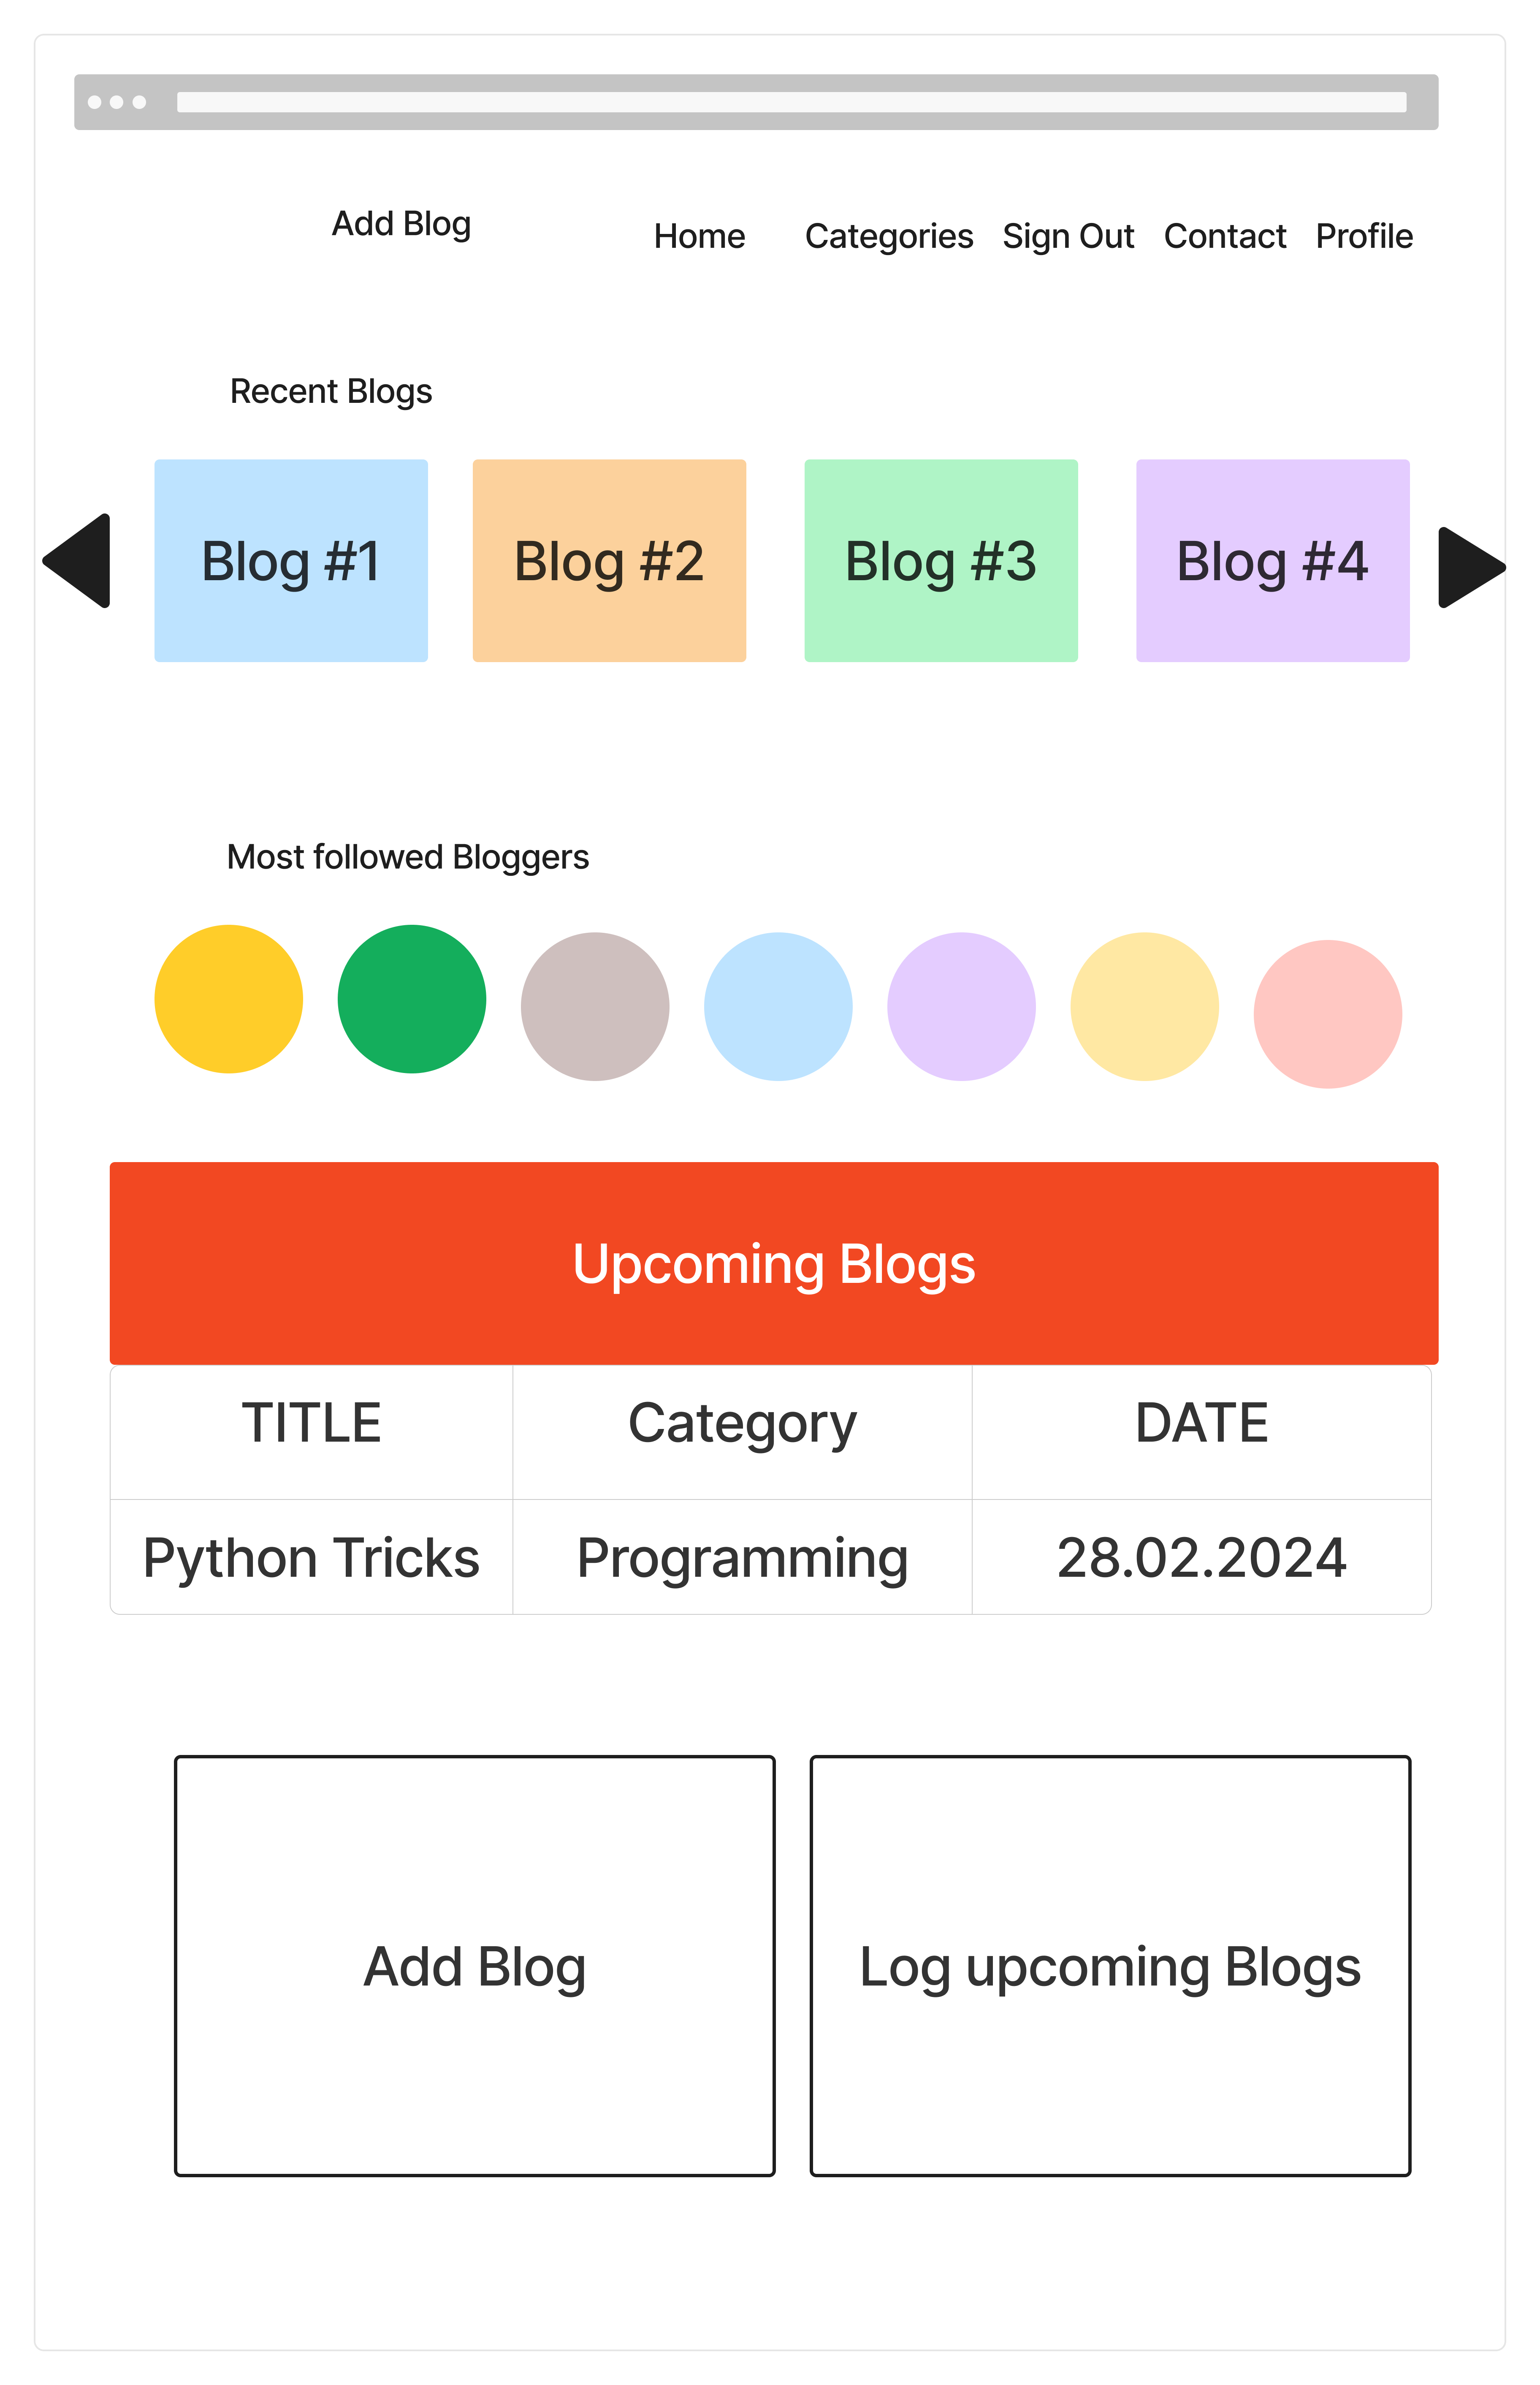 Add Blog
Home Categories Sign Out Contact Profile
Recent Blogs
Blog #1 Blog #2 Blog #3 Blog #4
Most followed Bloggers
Upcoming Blogs
TITLE Category DATE
Python Tricks Programming 28.02.2024
Add Blog Log upcoming Blogs